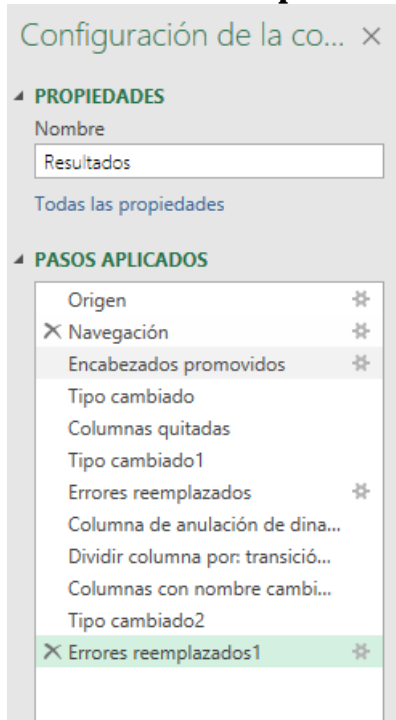 Configuración de la co...
PROPIEDADES
Nombre
Resultados
Todas las propiedades
PASOS APLICADOS
Origen
Navegación
Encabezados promovidos
Tipo cambiado
Columnas quitadas
Tipo cambiado1
Errores reemplazados
Columna de anulación de dina...
Dividir columna por: transició...
Columnas con nombre cambi...
Tipo cambiado2
Errores reemplazados1